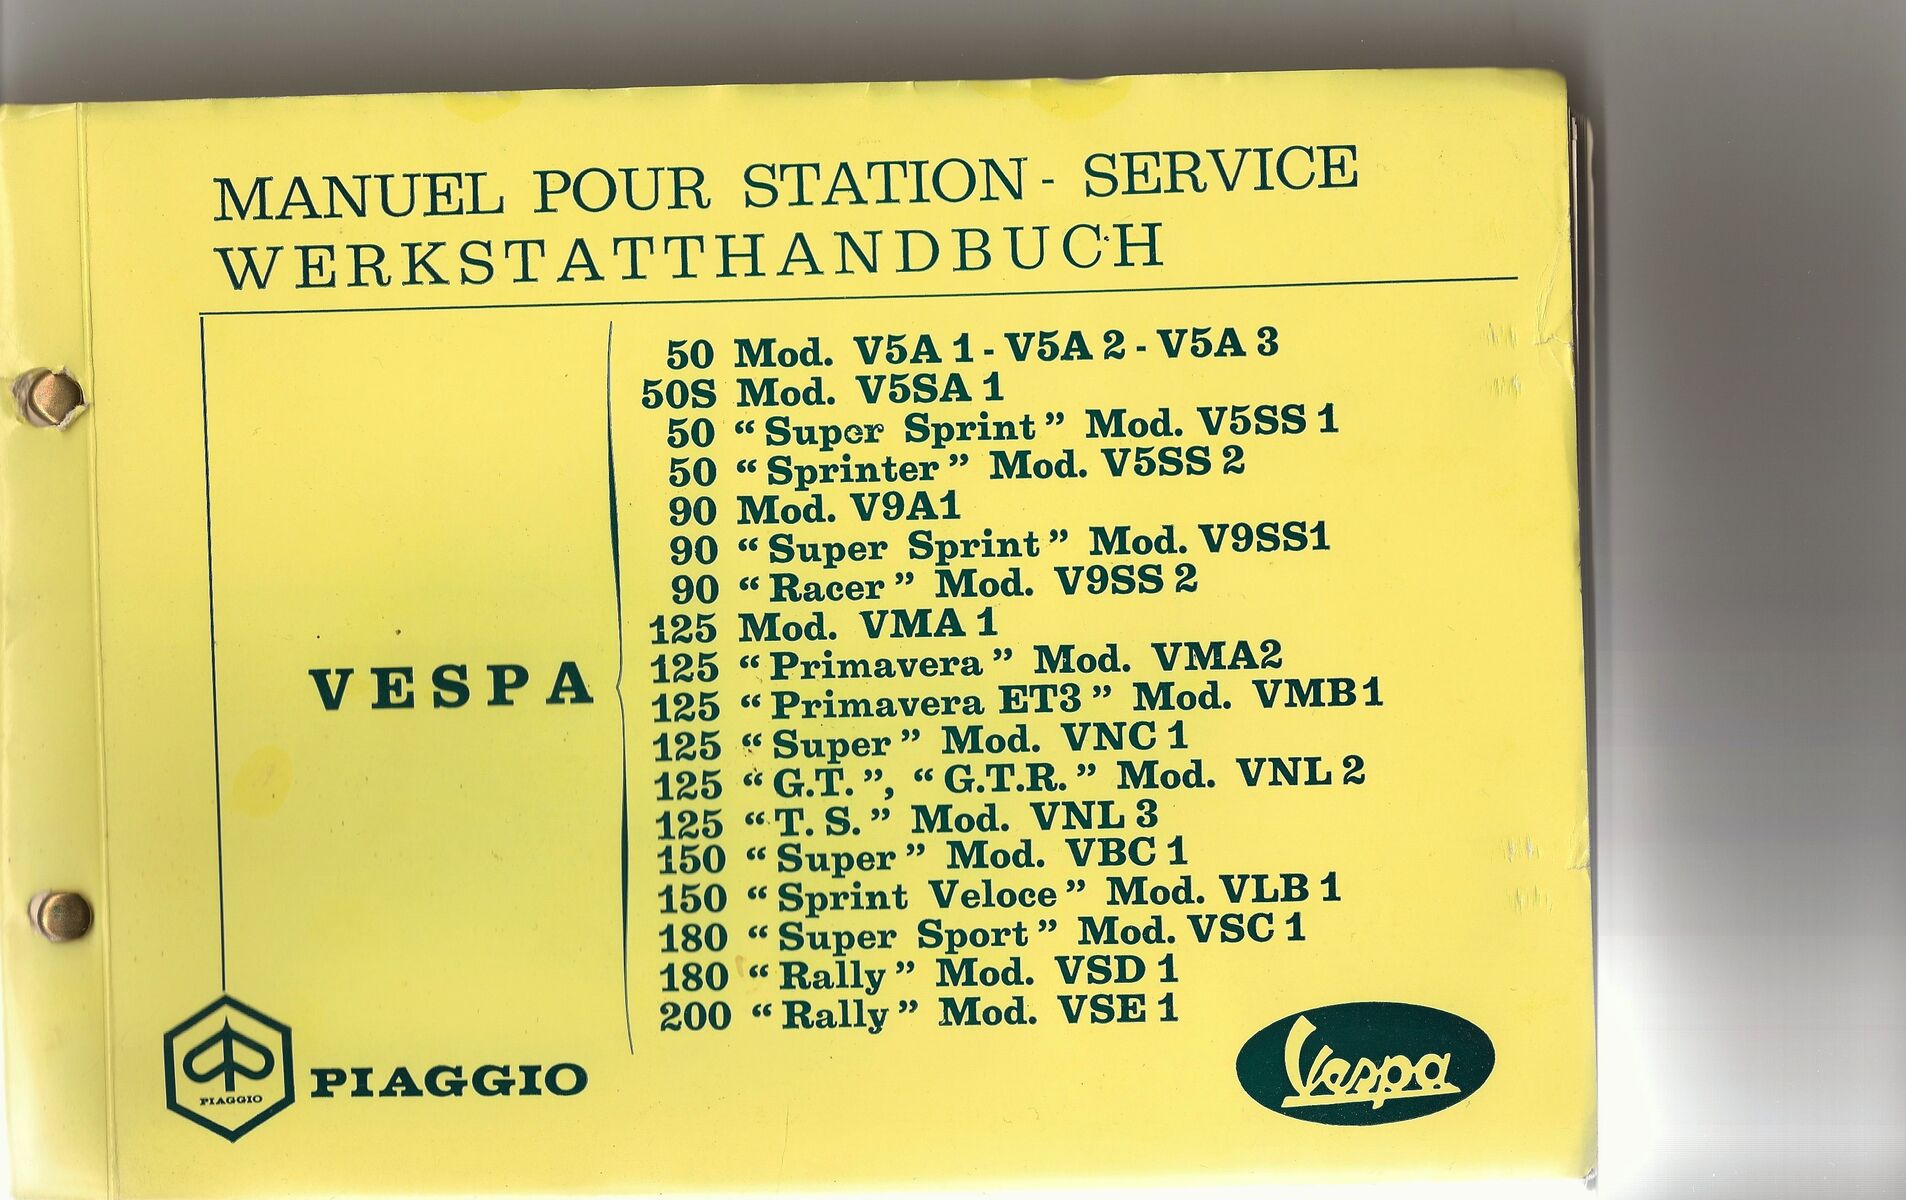 MANUEL POUR STATION - SERVICE
WERKSTATTHANDBUCH
VESPA
50 Mod. V5A 1 - V5A 2 - V5A 3
50S Mod. V5SA 1
50 “Super Sprint” Mod. V5SS 1
50 “Sprinter” Mod. V5SS 2
90 Mod. V9A1
90 “Super Sprint” Mod. V9SS1
90 “Racer” Mod. V9SS 2
125 Mod. VMA 1
125 “Primavera” Mod. VMA2
125 “Primavera ET3” Mod. VMB 1
125 “Super” Mod. VNC 1
125 “G.T.”, “G.T.R.” Mod. VNL 2
125 “T. S.” Mod. VNL 3
150 “Super” Mod. VBC 1
150 “Sprint Veloce” Mod. VLB 1
180 “Super Sport” Mod. VSC 1
180 “Rally” Mod. VSD 1
200 “Rally” Mod. VSE 1
PIAGGIO
PIAGGIO
Vespa